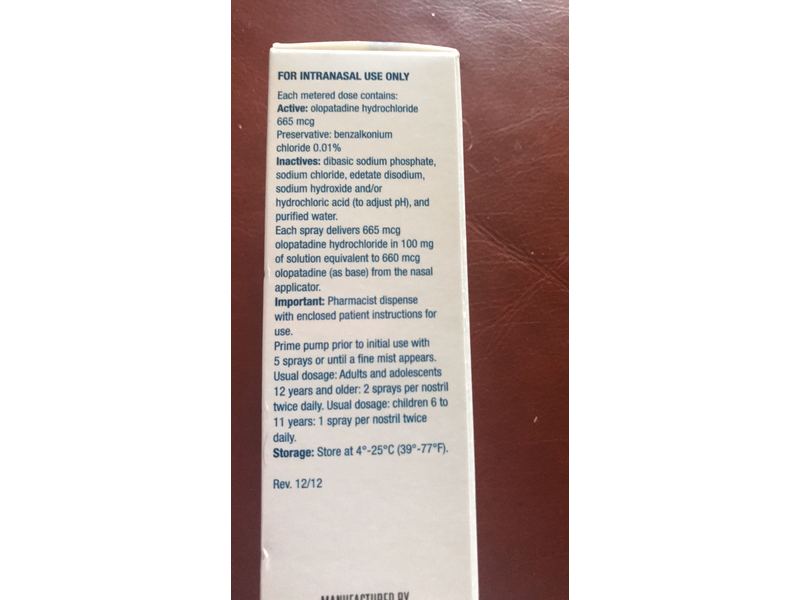 FOR INTRANASAL USE ONLY
Each metered dose contains:
Active: olopatadine hydrochloride
665 mcg
Preservative: benzalkonium
chloride 0.01%
Inactives: dibasic sodium phosphate,
sodium chloride, edetate disodium,
sodium hydroxide and/or
hydrochloric acid (to adjust pH), and
purified water.
Each spray delivers 665 mcg
olopatadine hydrochloride in 100 mg
of solution equivalent to 660 mcg
olopatadine (as base) from the nasal
applicator.
Important: Pharmacist dispense
with enclosed patient instructions for
use.
Prime pump prior to initial use with
5 sprays or until a fine mist appears.
Usual dosage: Adults and adolescents
12 years and older: 2 sprays per nostril
twice daily. Usual dosage: children 6 to
11 years: 1 spray per nostril twice
daily.
Storage: Store at 4°-25°C (39°-77°F).
Rev. 12/12
MANUFACTURED BY